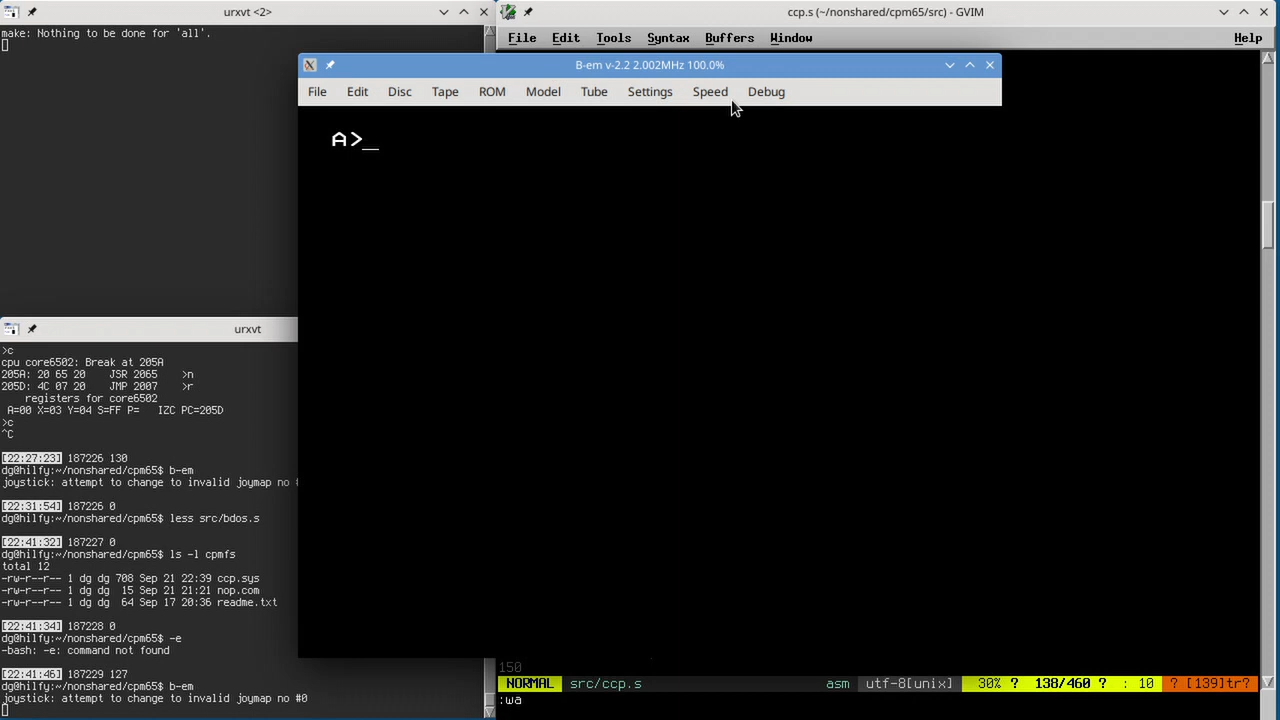 urxvt <2>
make: Nothing to be done for 'all'.
ccp.s (~/nonshared/cpm65/src) - GVIM
File Edit Tools Syntax Buffers Window Help
B-em v-2.2 2.002MHz 100.0%
File Edit Disc Tape ROM Model Tube Settings Speed Debug
A>_
urxvt
>c
cpu core6502: Break at 205A
205A: 20 65 20    JSR 2065    >n
205D: 4C 07 20    JMP 2007    >r
    registers for core6502
 A=00 X=03 Y=04 S=FF P=   IZC PC=205D
>c
^C
[22:27:23] 187226 130
dg@hilfy:~/nonshared/cpm65$ b-em
joystick: attempt to change to invalid joymap no
[22:31:54] 187226 0
dg@hilfy:~/nonshared/cpm65$ less src/bdos.s
[22:41:32] 187227 0
dg@hilfy:~/nonshared/cpm65$ ls -l cpmfs
total 12
-rw-r--r-- 1 dg dg 708 Sep 21 22:39 ccp.sys
-rw-r--r-- 1 dg dg  15 Sep 21 21:21 nop.com
-rw-r--r-- 1 dg dg  64 Sep 17 20:36 readme.txt
[22:41:34] 187228 0
dg@hilfy:~/nonshared/cpm65$ -e
-bash: -e: command not found
[22:41:46] 187229 127
dg@hilfy:~/nonshared/cpm65$ b-em
joystick: attempt to change to invalid joymap no #0
150
NORMAL src/ccp.s asm utf-8[unix] 30% ? 138/460 ? : 10 ? [139]tr?
:wa